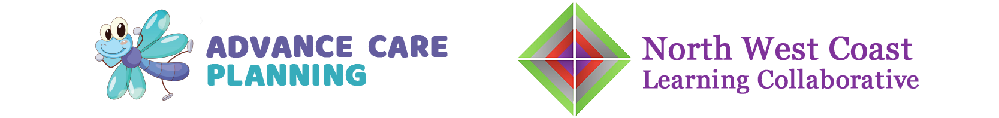 ADVANCE CARE
PLANNING
North West Coast
Learning Collaborative